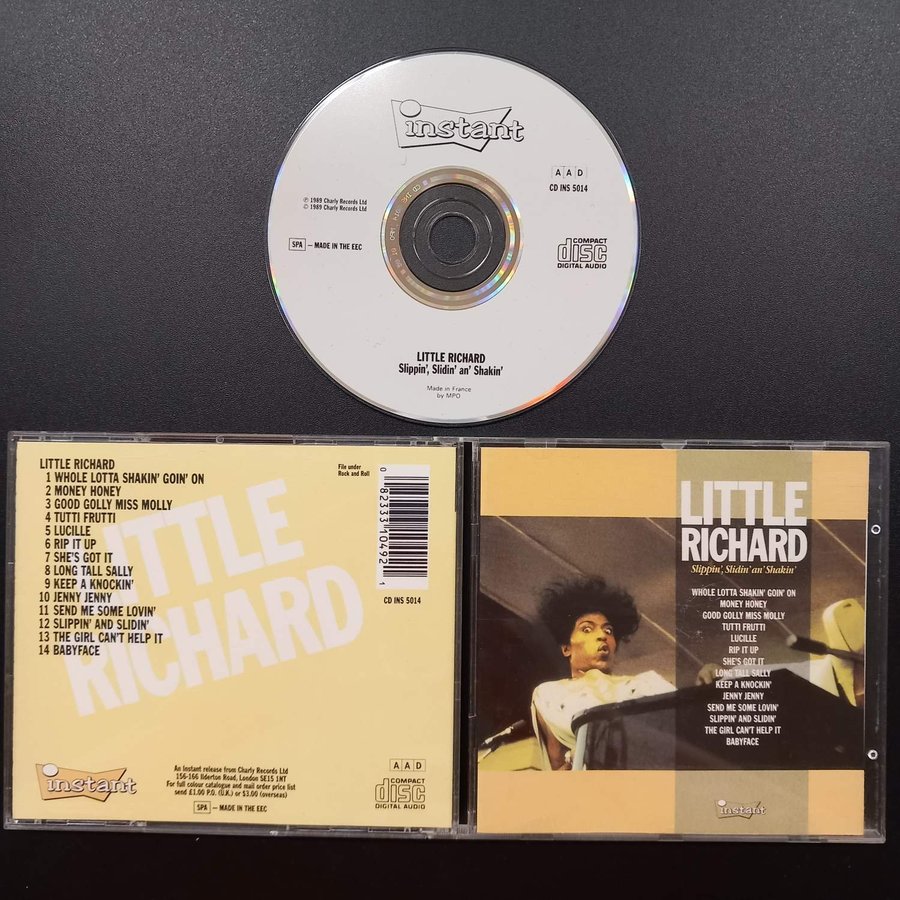 instant
A A D
CD INS 5014
℗ 1989 Charly Records Ltd
© 1989 Charly Records Ltd
SPA – MADE IN THE EEC
COMPACT
disc
DIGITAL AUDIO
LITTLE RICHARD
Slippin', Slidin' an' Shakin'
Made in France
by MPO
LITTLE RICHARD
1 WHOLE LOTTA SHAKIN' GOIN' ON
2 MONEY HONEY
3 GOOD GOLLY MISS MOLLY
4 TUTTI FRUTTI
5 LUCILLE
6 RIP IT UP
7 SHE'S GOT IT
8 LONG TALL SALLY
9 KEEP A KNOCKIN'
10 JENNY JENNY
11 SEND ME SOME LOVIN'
12 SLIPPIN' AND SLIDIN'
13 THE GIRL CAN'T HELP IT
14 BABYFACE
File under
Rock and Roll
0 82333 10492 1
CD INS 5014
LITTLE
RICHARD
instant
An Instant release from Charly Records Ltd
156-166 Ilderton Road, London SE15 1NT
For full colour catalogue and mail order price list
send £1.00 P.O. (U.K.) or $3.00 (overseas)
SPA – MADE IN THE EEC
A A D
COMPACT
disc
DIGITAL AUDIO
LITTLE
RICHARD
Slippin', Slidin' an' Shakin'
WHOLE LOTTA SHAKIN' GOIN' ON
MONEY HONEY
GOOD GOLLY MISS MOLLY
TUTTI FRUTTI
LUCILLE
RIP IT UP
SHE'S GOT IT
LONG TALL SALLY
KEEP A KNOCKIN'
JENNY JENNY
SEND ME SOME LOVIN'
SLIPPIN' AND SLIDIN'
THE GIRL CAN'T HELP IT
BABYFACE
instant